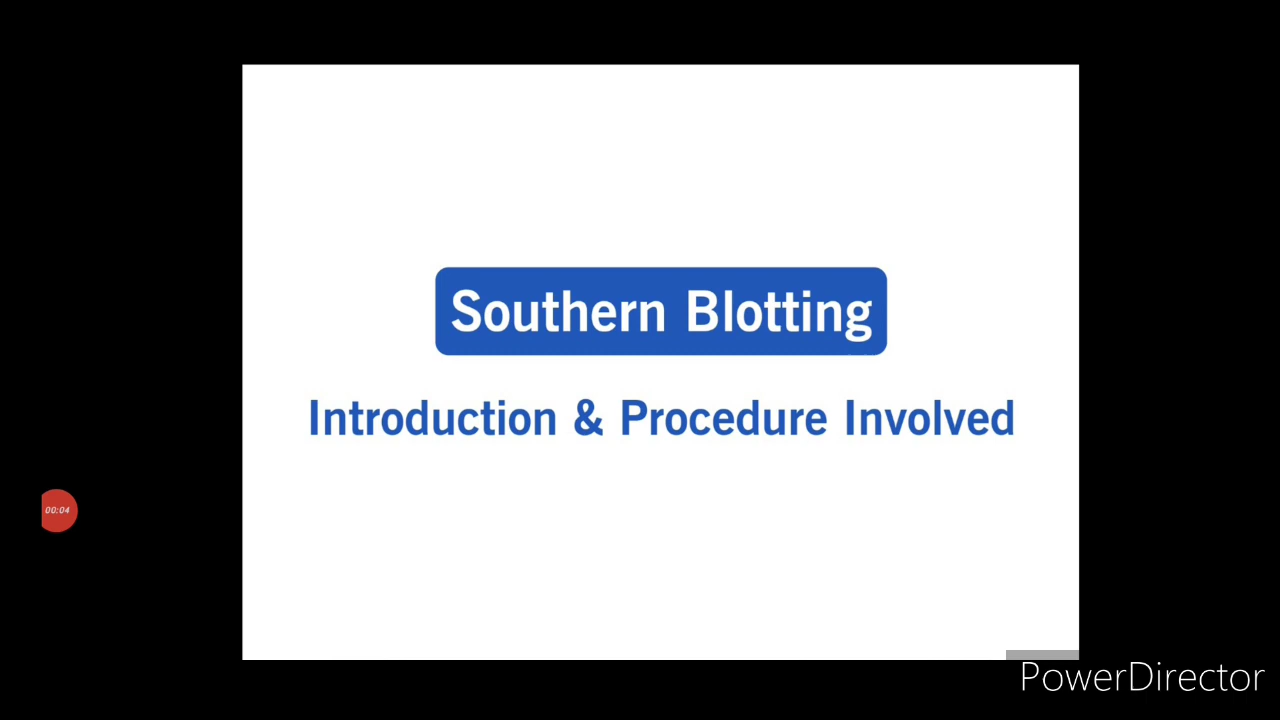 Southern Blotting
Introduction & Procedure Involved
00:04
PowerDirector